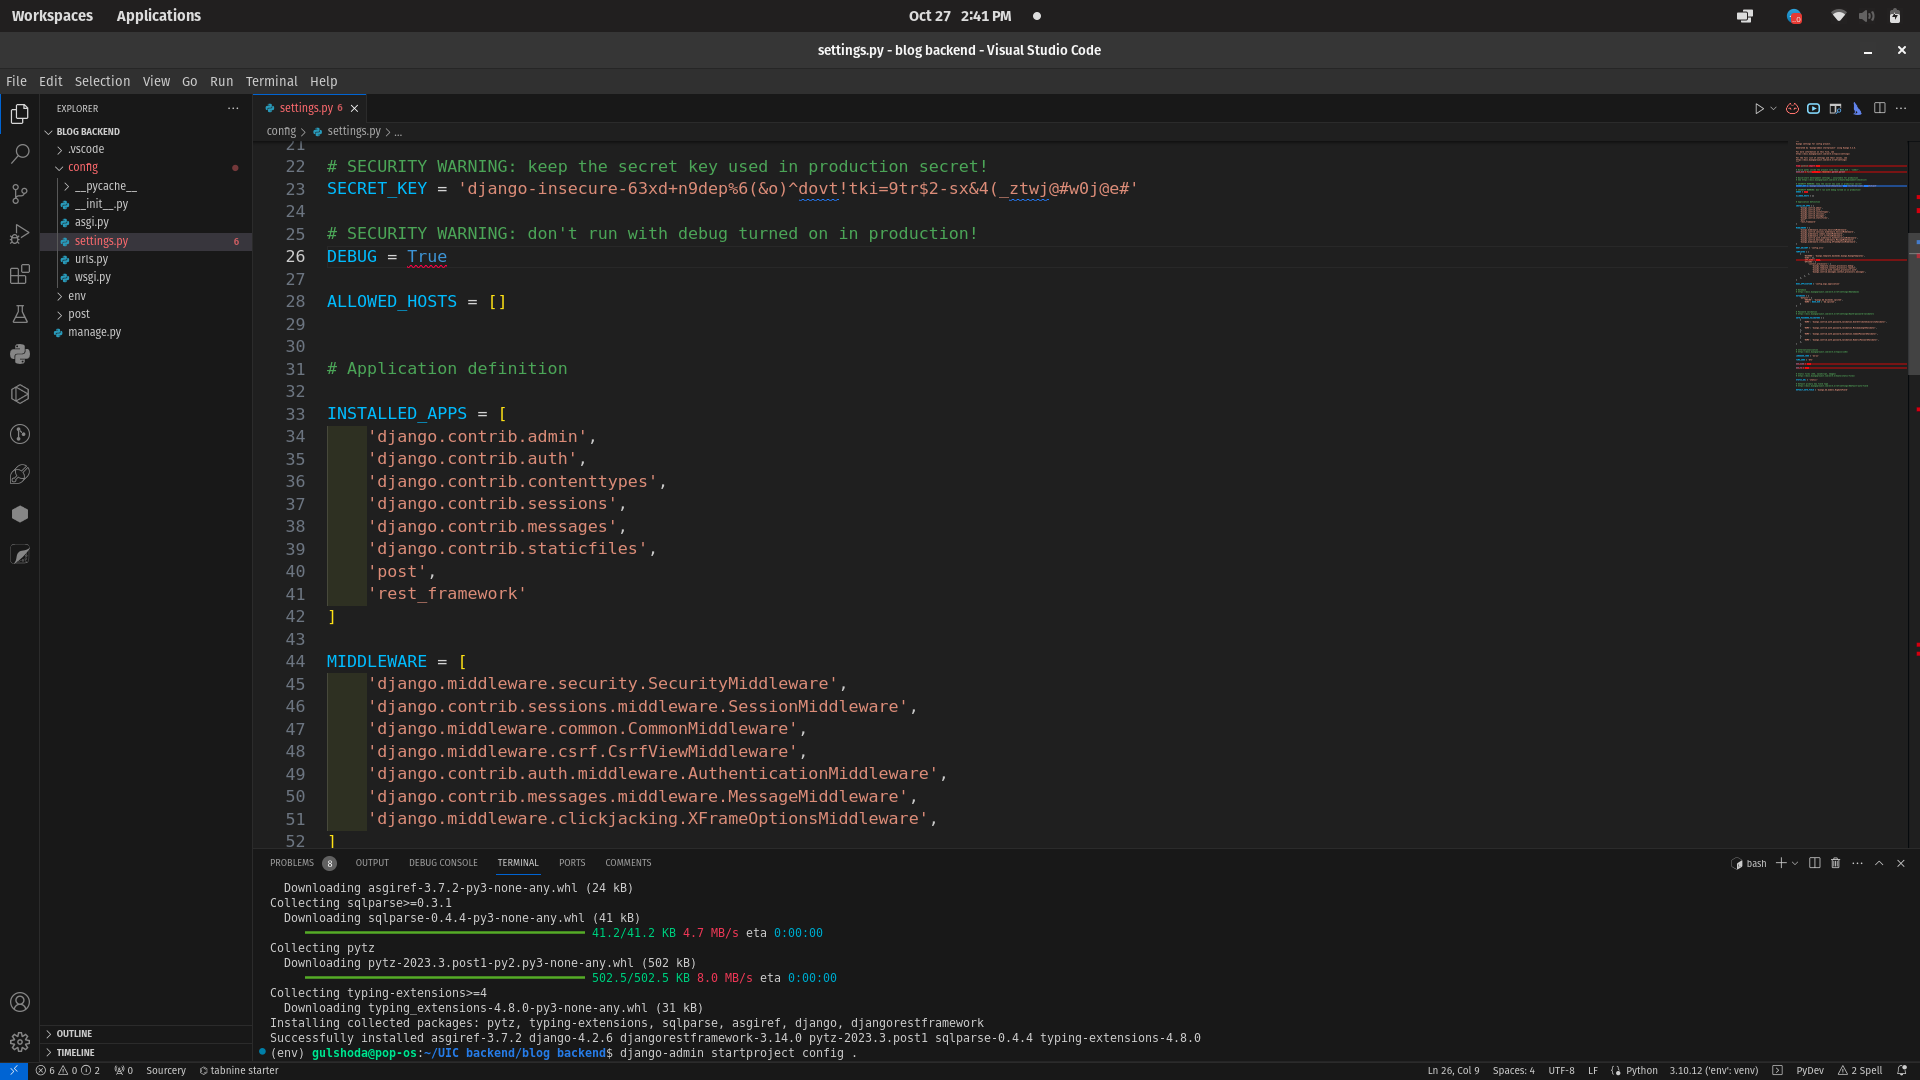 Workspaces Applications Oct 27 2:41 PM
settings.py - blog backend - Visual Studio Code
File Edit Selection View Go Run Terminal Help
EXPLORER
BLOG BACKEND
.vscode
config
__pycache__
__init__.py
asgi.py
settings.py 6
urls.py
wsgi.py
env
post
manage.py
OUTLINE
TIMELINE
settings.py 6
config > settings.py > ...
21
22 # SECURITY WARNING: keep the secret key used in production secret!
23 SECRET_KEY = 'django-insecure-63xd+n9dep%6(&o)^dovt!tki=9tr$2-sx&4(_ztwj@#w0j@e#'
24
25 # SECURITY WARNING: don't run with debug turned on in production!
26 DEBUG = True
27
28 ALLOWED_HOSTS = []
29
30
31 # Application definition
32
33 INSTALLED_APPS = [
34 'django.contrib.admin',
35 'django.contrib.auth',
36 'django.contrib.contenttypes',
37 'django.contrib.sessions',
38 'django.contrib.messages',
39 'django.contrib.staticfiles',
40 'post',
41 'rest_framework'
42 ]
43
44 MIDDLEWARE = [
45 'django.middleware.security.SecurityMiddleware',
46 'django.contrib.sessions.middleware.SessionMiddleware',
47 'django.middleware.common.CommonMiddleware',
48 'django.middleware.csrf.CsrfViewMiddleware',
49 'django.contrib.auth.middleware.AuthenticationMiddleware',
50 'django.contrib.messages.middleware.MessageMiddleware',
51 'django.middleware.clickjacking.XFrameOptionsMiddleware',
52 ]
PROBLEMS 8 OUTPUT DEBUG CONSOLE TERMINAL PORTS COMMENTS bash
Downloading asgiref-3.7.2-py3-none-any.whl (24 kB)
Collecting sqlparse>=0.3.1
Downloading sqlparse-0.4.4-py3-none-any.whl (41 kB)
41.2/41.2 KB 4.7 MB/s eta 0:00:00
Collecting pytz
Downloading pytz-2023.3.post1-py2.py3-none-any.whl (502 kB)
502.5/502.5 KB 8.0 MB/s eta 0:00:00
Collecting typing-extensions>=4
Downloading typing_extensions-4.8.0-py3-none-any.whl (31 kB)
Installing collected packages: pytz, typing-extensions, sqlparse, asgiref, django, djangorestframework
Successfully installed asgiref-3.7.2 django-4.2.6 djangorestframework-3.14.0 pytz-2023.3.post1 sqlparse-0.4.4 typing-extensions-4.8.0
(env) gulshoda@pop-os:~/UIC backend/blog backend$ django-admin startproject config .
6 0 2 0 Sourcery tabnine starter Ln 26, Col 9 Spaces: 4 UTF-8 LF Python 3.10.12 ('env': venv) PyDev 2 Spell